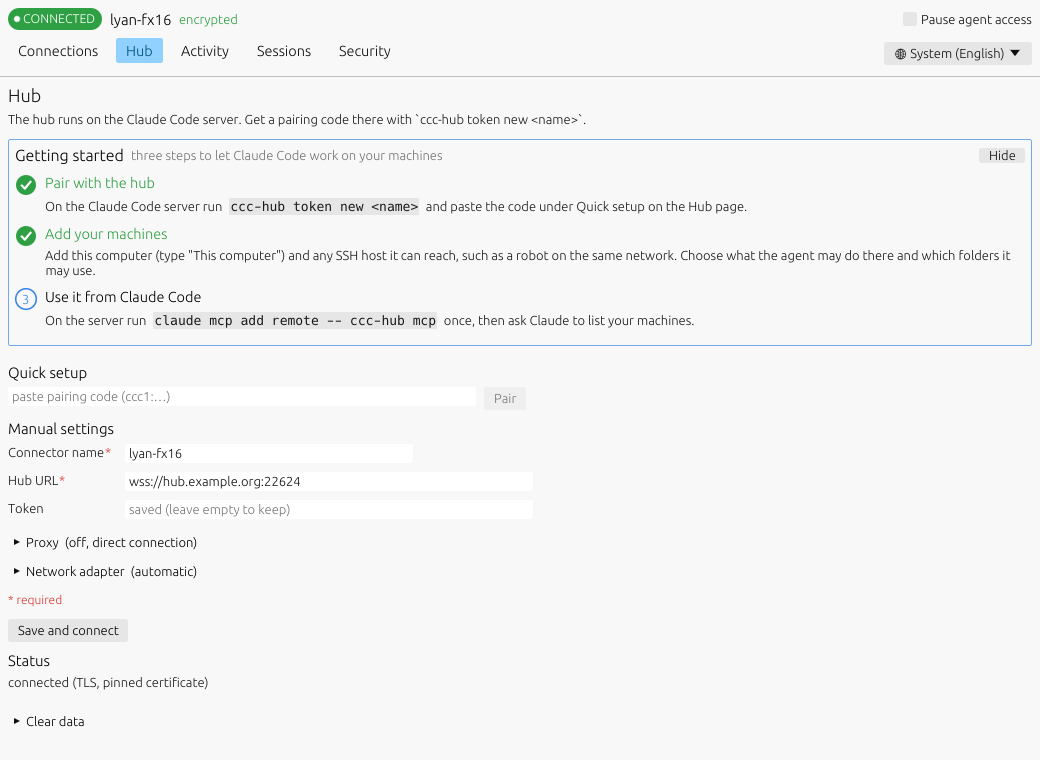 CONNECTED lyan-fx16 encrypted
Pause agent access
Connections Hub Activity Sessions Security
System (English)
Hub
The hub runs on the Claude Code server. Get a pairing code there with `ccc-hub token new <name>`.
Getting started three steps to let Claude Code work on your machines
Hide
Pair with the hub
On the Claude Code server run ccc-hub token new <name> and paste the code under Quick setup on the Hub page.
Add your machines
Add this computer (type "This computer") and any SSH host it can reach, such as a robot on the same network. Choose what the agent may do there and which folders it
may use.
3 Use it from Claude Code
On the server run claude mcp add remote -- ccc-hub mcp once, then ask Claude to list your machines.
Quick setup
paste pairing code (ccc1:…) Pair
Manual settings
Connector name* lyan-fx16
Hub URL* wss://hub.example.org:22624
Token saved (leave empty to keep)
Proxy (off, direct connection)
Network adapter (automatic)
* required
Save and connect
Status
connected (TLS, pinned certificate)
Clear data